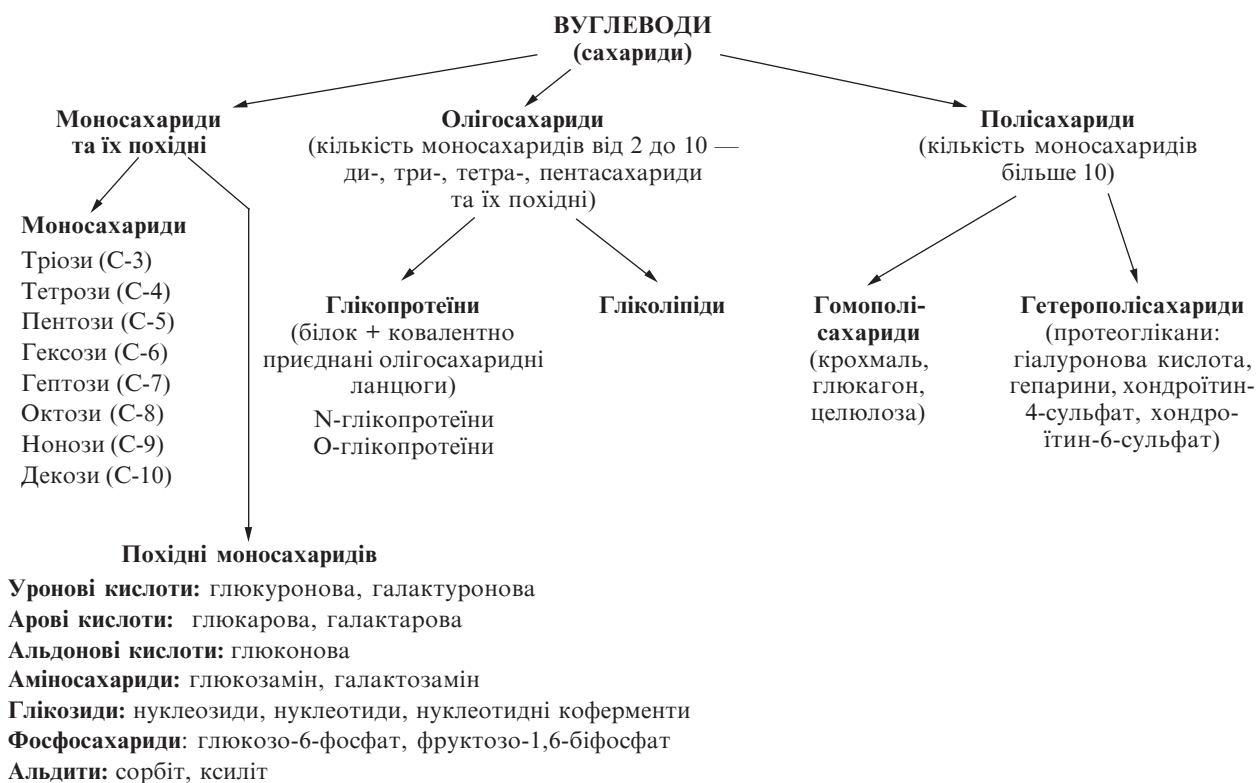 ВУГЛЕВОДИ
(сахариди)
Моносахариди
та їх похідні
Олігосахариди
(кількість моносахаридів від 2 до 10 —
ди-, три-, тетра-, пентасахариди
та їх похідні)
Полісахариди
(кількість моносахаридів
більше 10)
Моносахариди
Тріози (С-3)
Тетрози (С-4)
Пентози (С-5)
Гексози (С-6)
Гептози (С-7)
Октози (С-8)
Нонози (С-9)
Декози (С-10)
Глікопротеїни
(білок + ковалентно
приєднані олігосахаридні
ланцюги)
N-глікопротеїни
О-глікопротеїни
Гліколіпіди
Гомополі-
сахариди
(крохмаль,
глюкагон,
целюлоза)
Гетерополісахариди
(протеоглікани:
гіалуронова кислота,
гепарини, хондроїтин-
4-сульфат, хондро-
їтин-6-сульфат)
Похідні моносахаридів
Уронові кислоти: глюкуронова, галактуронова
Арові кислоти: глюкарова, галактарова
Альдонові кислоти: глюконова
Аміносахариди: глюкозамін, галактозамін
Глікозиди: нуклеозиди, нуклеотиди, нуклеотидні коферменти
Фосфосахариди: глюкозо-6-фосфат, фруктозо-1,6-біфосфат
Альдити: сорбіт, ксиліт